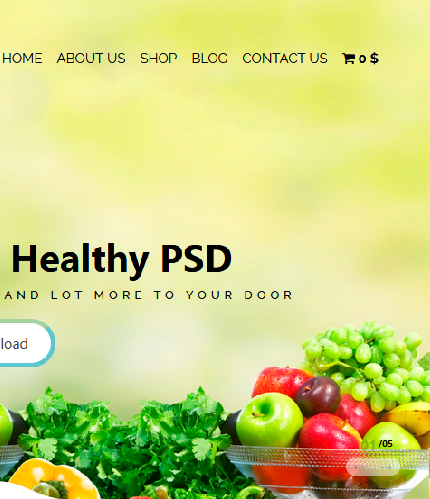 HOME ABOUT US SHOP BLOG CONTACT US 0 $
Healthy PSD
AND LOT MORE TO YOUR DOOR
load
01/05